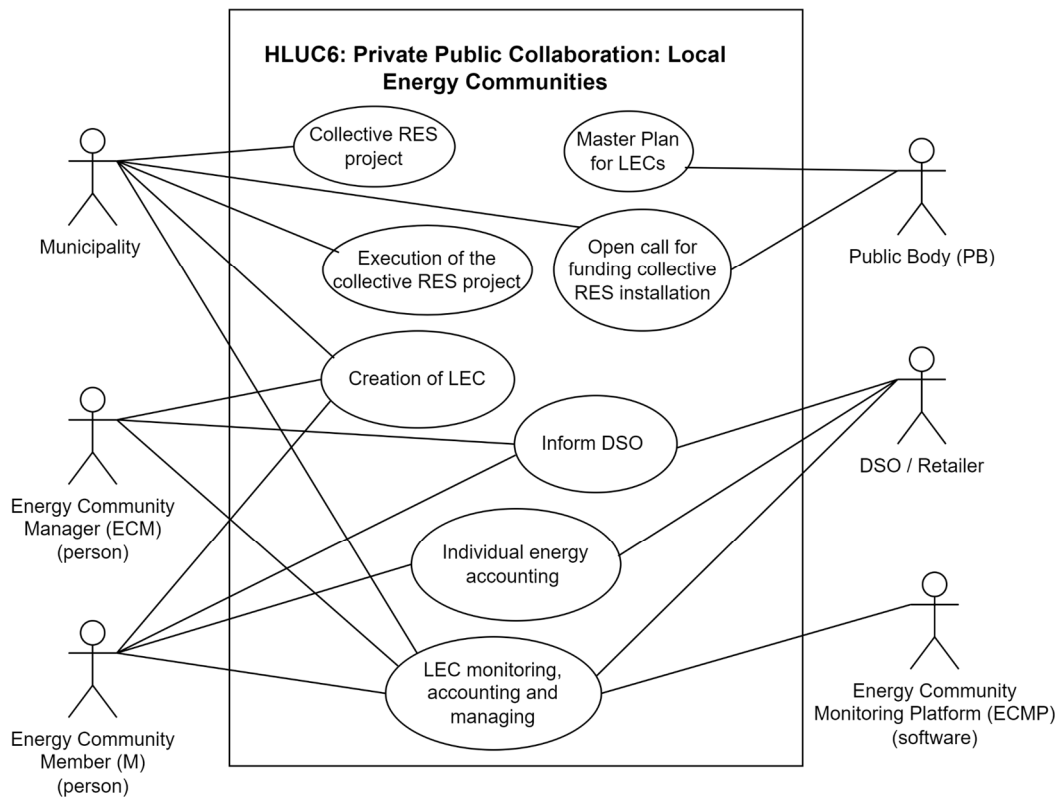 HLUC6: Private Public Collaboration: Local
Energy Communities
Collective RES
project
Master Plan
for LECs
Municipality
Execution of the
collective RES project
Open call for
funding collective
RES installation
Public Body (PB)
Creation of LEC
Inform DSO
DSO / Retailer
Energy Community
Manager (ECM)
(person)
Individual energy
accounting
LEC monitoring,
accounting and
managing
Energy Community
Monitoring Platform (ECMP)
(software)
Energy Community
Member (M)
(person)